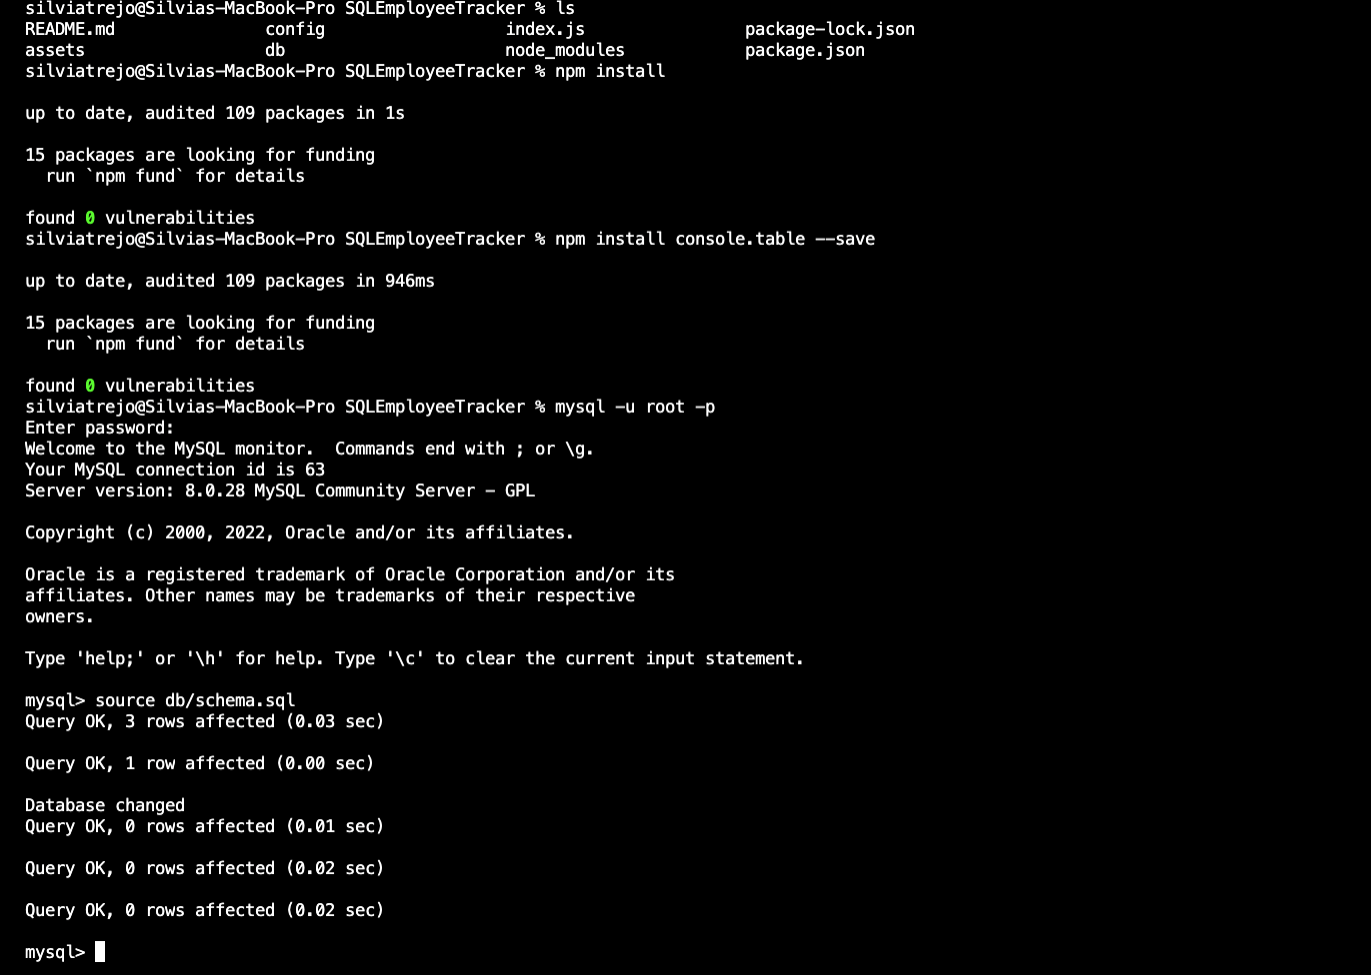 silviatrejo@Silvias-MacBook-Pro SQLEmployeeTracker % ls
README.md config index.js package-lock.json
assets db node_modules package.json
silviatrejo@Silvias-MacBook-Pro SQLEmployeeTracker % npm install
up to date, audited 109 packages in 1s
15 packages are looking for funding
run `npm fund` for details
found 0 vulnerabilities
silviatrejo@Silvias-MacBook-Pro SQLEmployeeTracker % npm install console.table --save
up to date, audited 109 packages in 946ms
15 packages are looking for funding
run `npm fund` for details
found 0 vulnerabilities
silviatrejo@Silvias-MacBook-Pro SQLEmployeeTracker % mysql -u root -p
Enter password:
Welcome to the MySQL monitor.  Commands end with ; or \g.
Your MySQL connection id is 63
Server version: 8.0.28 MySQL Community Server - GPL
Copyright (c) 2000, 2022, Oracle and/or its affiliates.
Oracle is a registered trademark of Oracle Corporation and/or its
affiliates. Other names may be trademarks of their respective
owners.
Type 'help;' or '\h' for help. Type '\c' to clear the current input statement.
mysql> source db/schema.sql
Query OK, 3 rows affected (0.03 sec)
Query OK, 1 row affected (0.00 sec)
Database changed
Query OK, 0 rows affected (0.01 sec)
Query OK, 0 rows affected (0.02 sec)
Query OK, 0 rows affected (0.02 sec)
mysql>